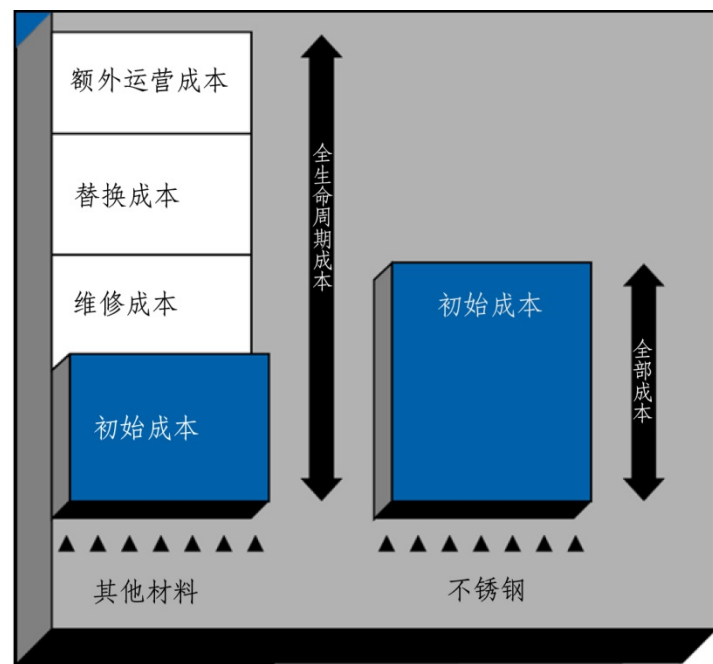 额外运营成本
替换成本
维修成本
初始成本
全生命周期成本
初始成本
全部成本
其他材料
不锈钢